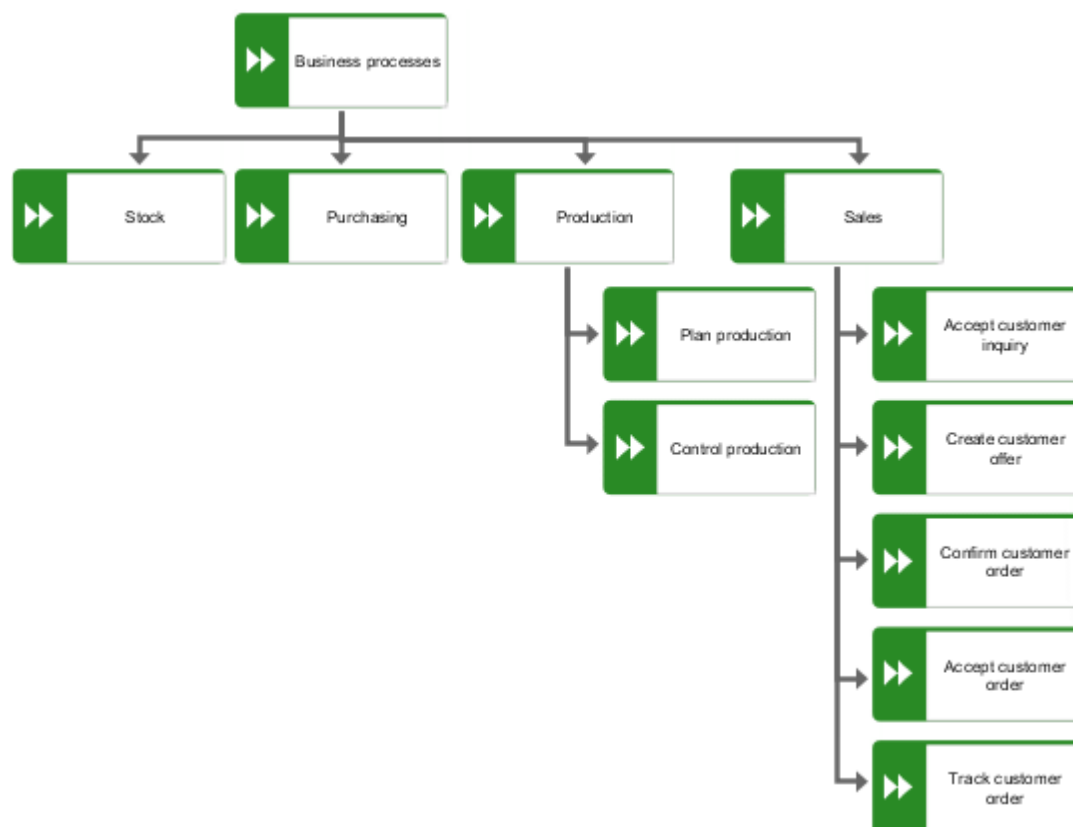 Business processes
Stock
Purchasing
Production
Sales
Plan production
Control production
Accept customer
inquiry
Create customer
offer
Confirm customer
order
Accept customer
order
Track customer
order